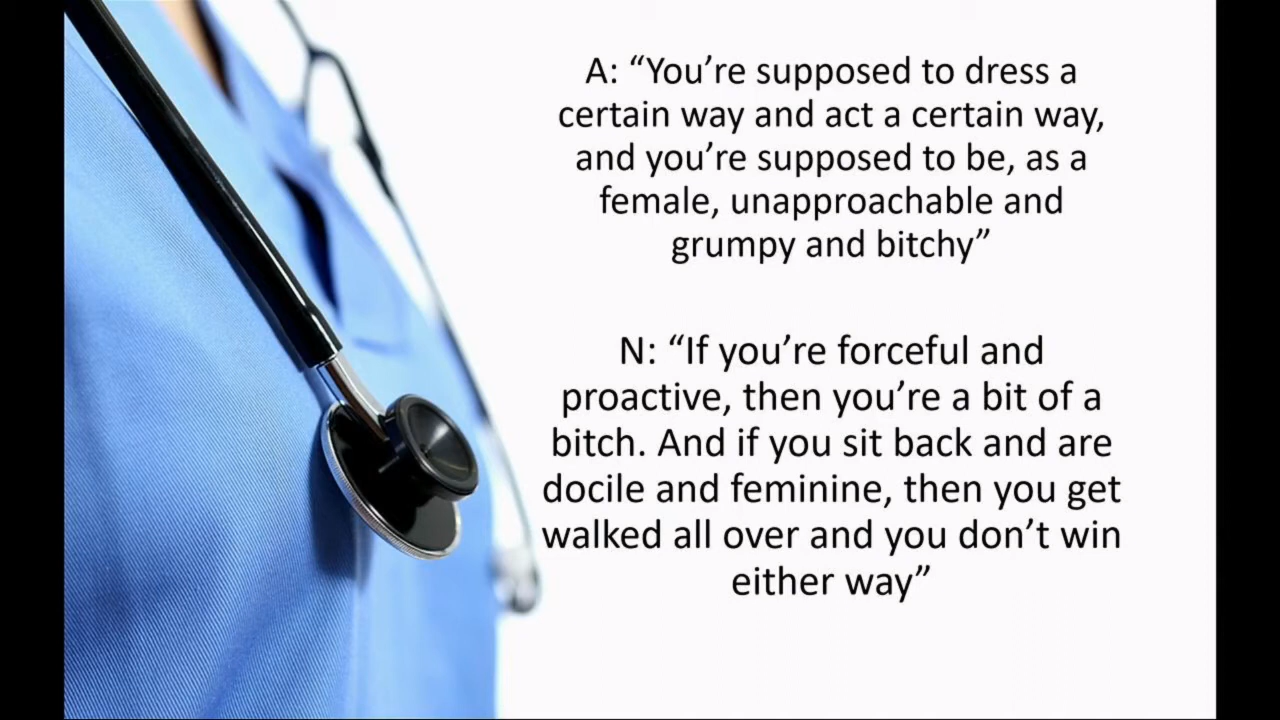 A: “You’re supposed to dress a
certain way and act a certain way,
and you’re supposed to be, as a
female, unapproachable and
grumpy and bitchy”
N: “If you’re forceful and
proactive, then you’re a bit of a
bitch. And if you sit back and are
docile and feminine, then you get
walked all over and you don’t win
either way”